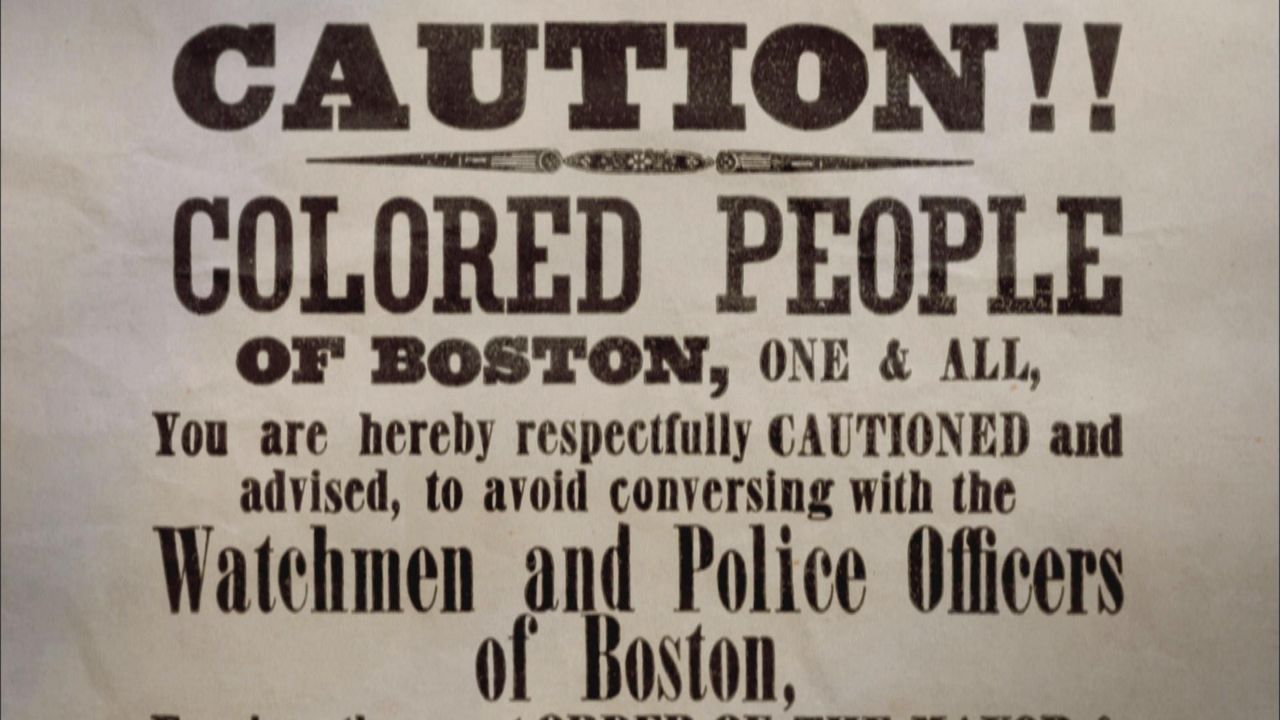 CAUTION!!
COLORED PEOPLE
OF BOSTON, ONE & ALL,
You are hereby respectfully CAUTIONED and
advised, to avoid conversing with the
Watchmen and Police Officers
of Boston,